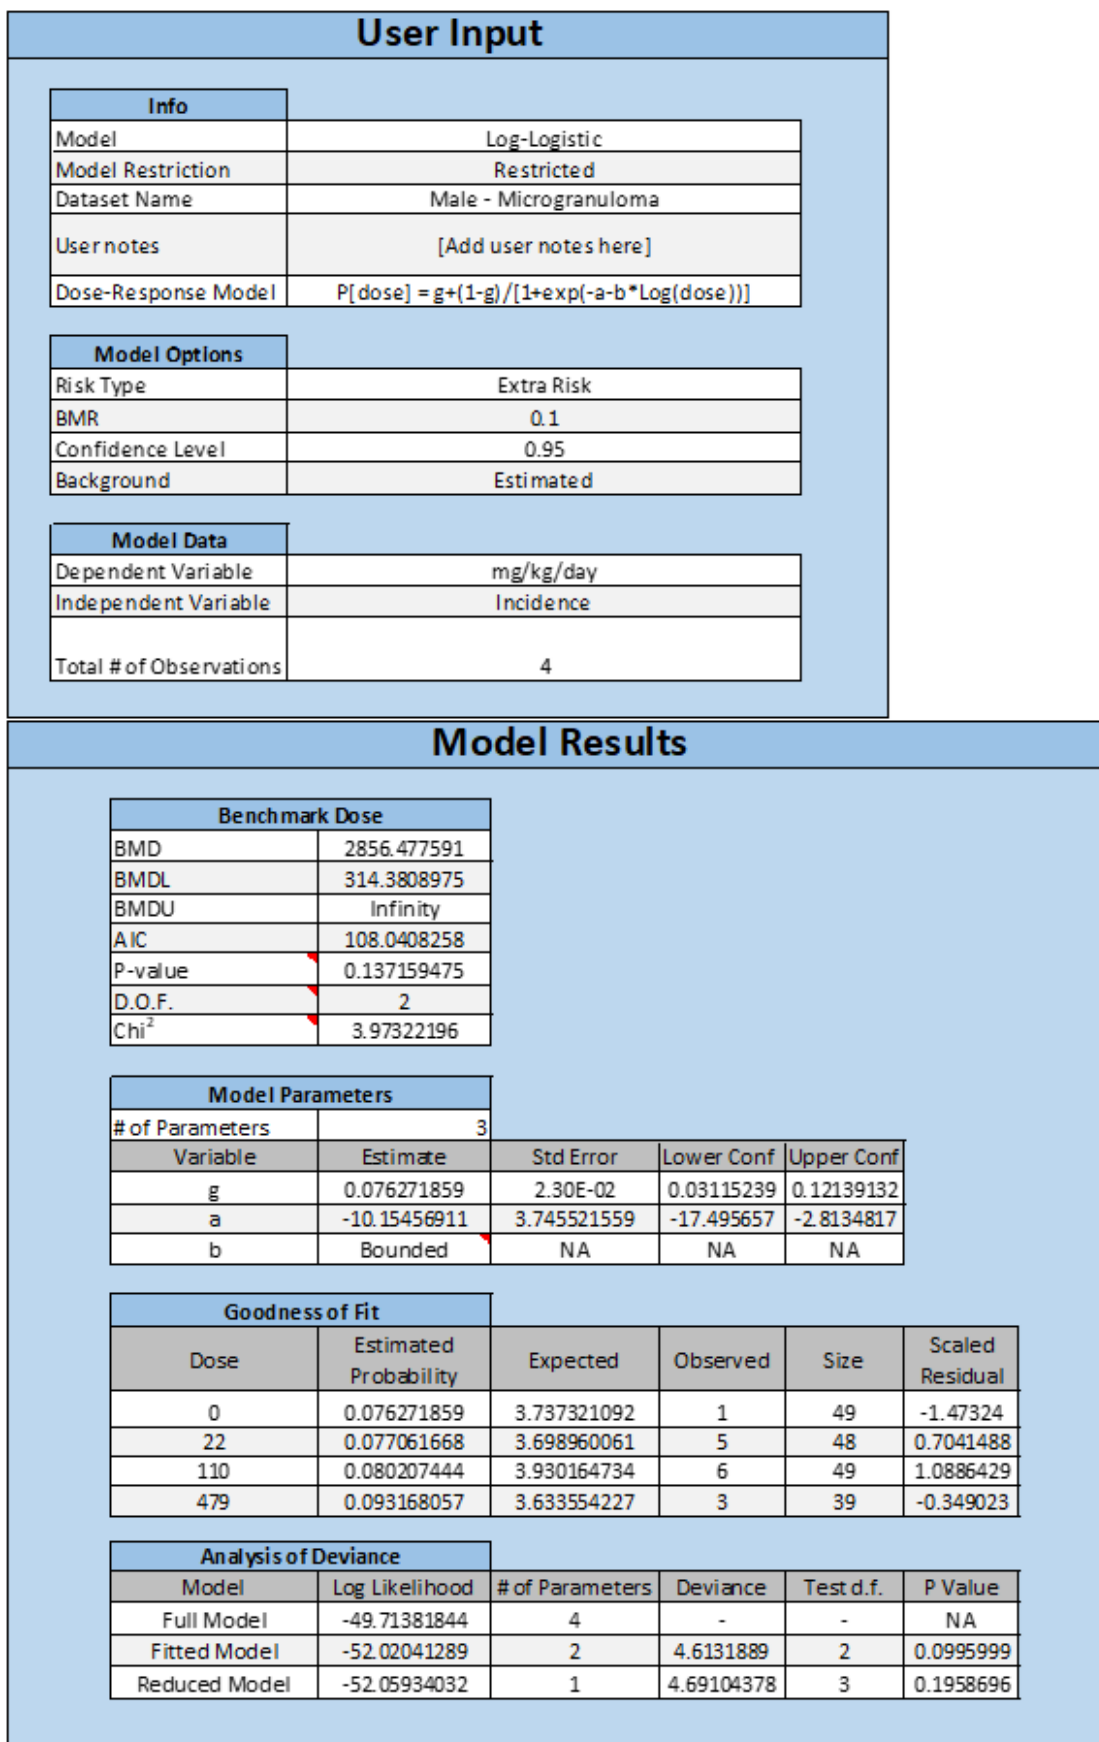 User Input
Info
Model Log-Logistic
Model Restriction Restricted
Dataset Name Male - Microgranuloma
User notes [Add user notes here]
Dose-Response Model P[dose] = g+(1-g)/[1+exp(-a-b*Log(dose))]
Model Options
Risk Type Extra Risk
BMR 0.1
Confidence Level 0.95
Background Estimated
Model Data
Dependent Variable mg/kg/day
Independent Variable Incidence
Total # of Observations 4
Model Results
Benchmark Dose
BMD 2856.477591
BMDL 314.3808975
BMDU Infinity
AIC 108.0408258
P-value 0.137159475
D.O.F. 2
Chi² 3.97322196
Model Parameters
# of Parameters 3
Variable Estimate Std Error Lower Conf Upper Conf
g 0.076271859 2.30E-02 0.03115239 0.12139132
a -10.15456911 3.745521559 -17.495657 -2.8134817
b Bounded NA NA NA
Goodness of Fit
Dose Estimated Probability Expected Observed Size Scaled Residual
0 0.076271859 3.737321092 1 49 -1.47324
22 0.077061668 3.698960061 5 48 0.7041488
110 0.080207444 3.930164734 6 49 1.0886429
479 0.093168057 3.633554227 3 39 -0.349023
Analysis of Deviance
Model Log Likelihood # of Parameters Deviance Test d.f. P Value
Full Model -49.71381844 4 - - NA
Fitted Model -52.02041289 2 4.6131889 2 0.0995999
Reduced Model -52.05934032 1 4.69104378 3 0.1958696